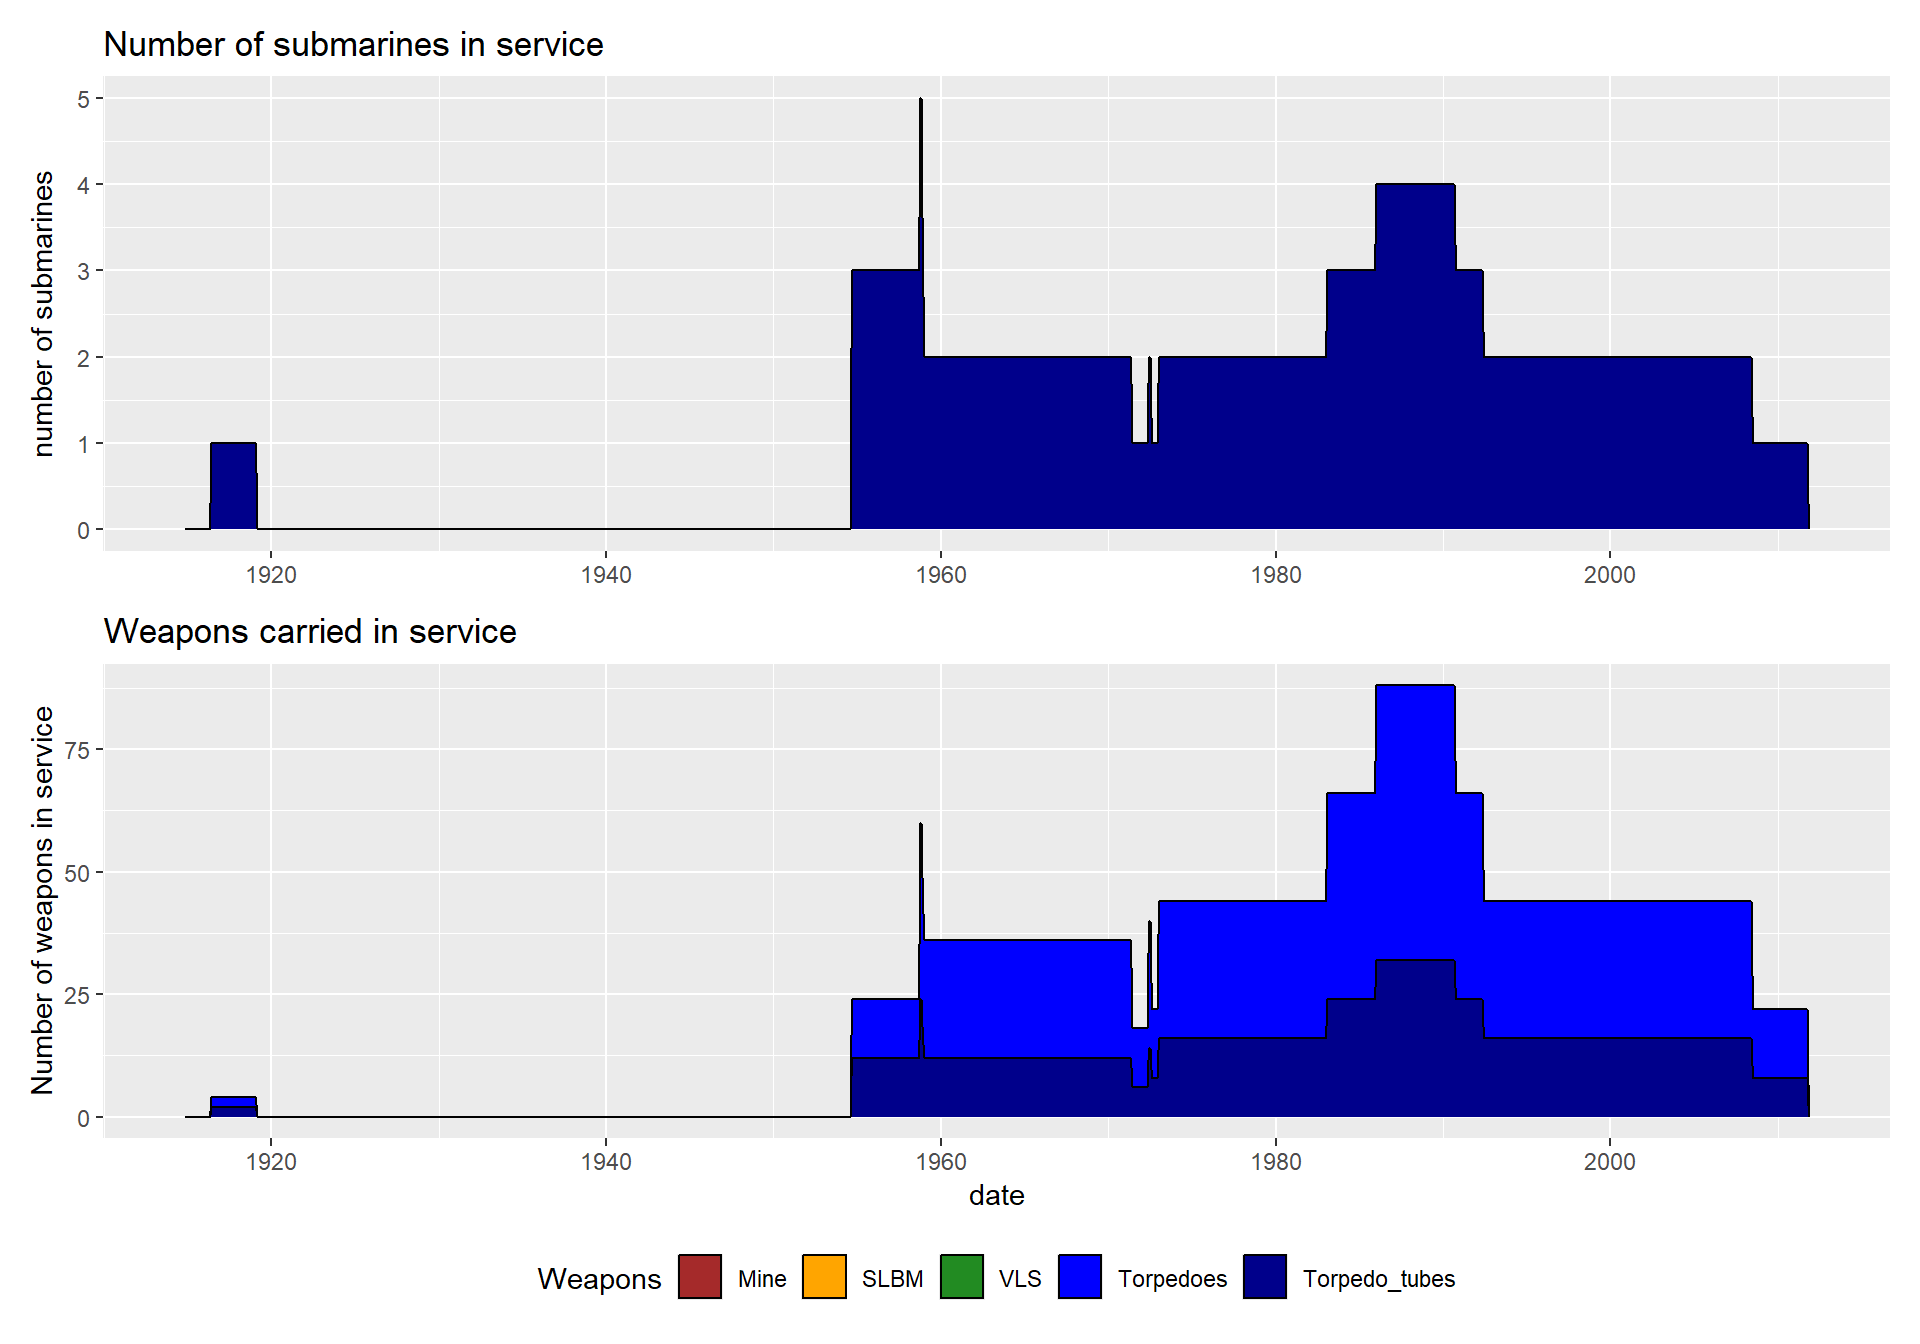 Number of submarines in service
number of submarines
5
4
3
2
1
0
1920 1940 1960 1980 2000
Weapons carried in service
Number of weapons in service
75
50
25
0
1920 1940 1960 1980 2000
date
Weapons Mine SLBM VLS Torpedoes Torpedo_tubes